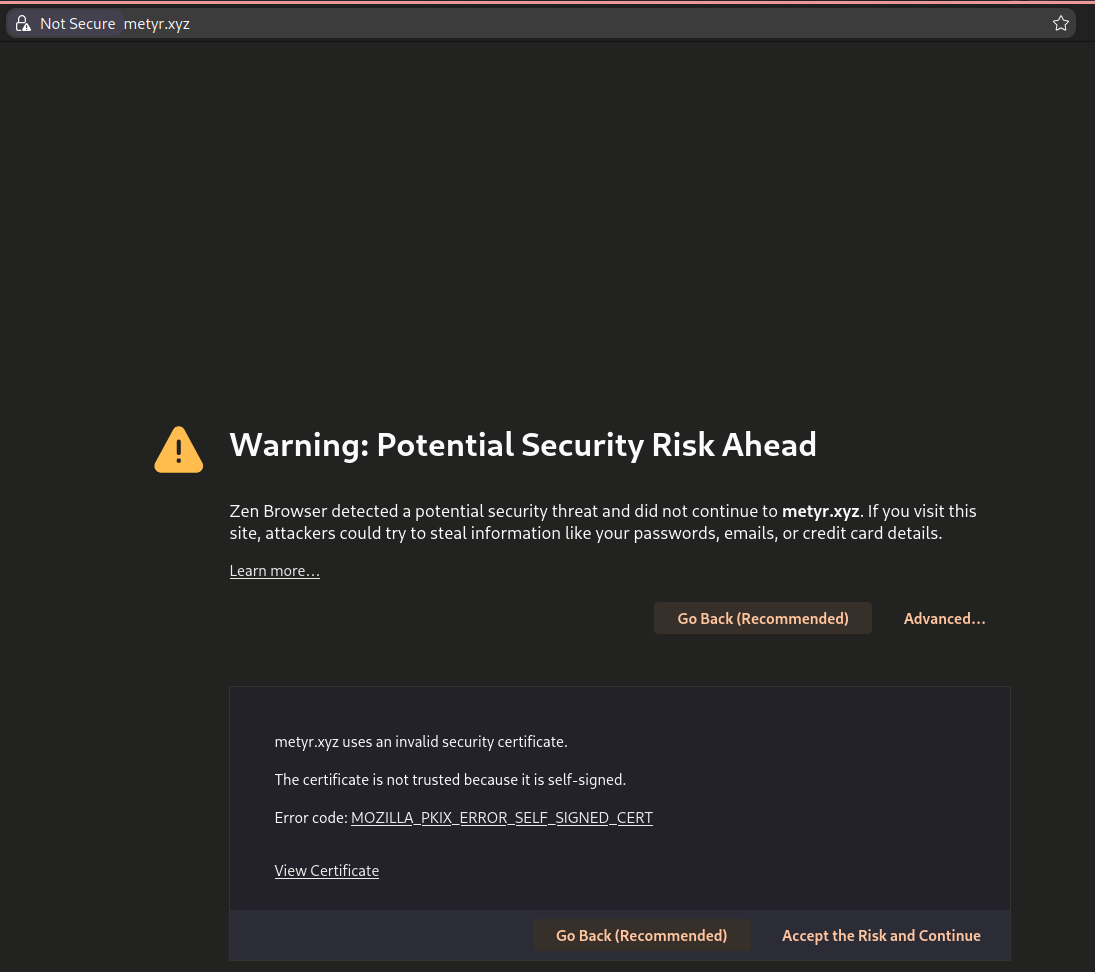 Not Secure metyr.xyz
Warning: Potential Security Risk Ahead
Zen Browser detected a potential security threat and did not continue to metyr.xyz. If you visit this
site, attackers could try to steal information like your passwords, emails, or credit card details.
Learn more…
Go Back (Recommended) Advanced…
metyr.xyz uses an invalid security certificate.
The certificate is not trusted because it is self-signed.
Error code: MOZILLA_PKIX_ERROR_SELF_SIGNED_CERT
View Certificate
Go Back (Recommended) Accept the Risk and Continue